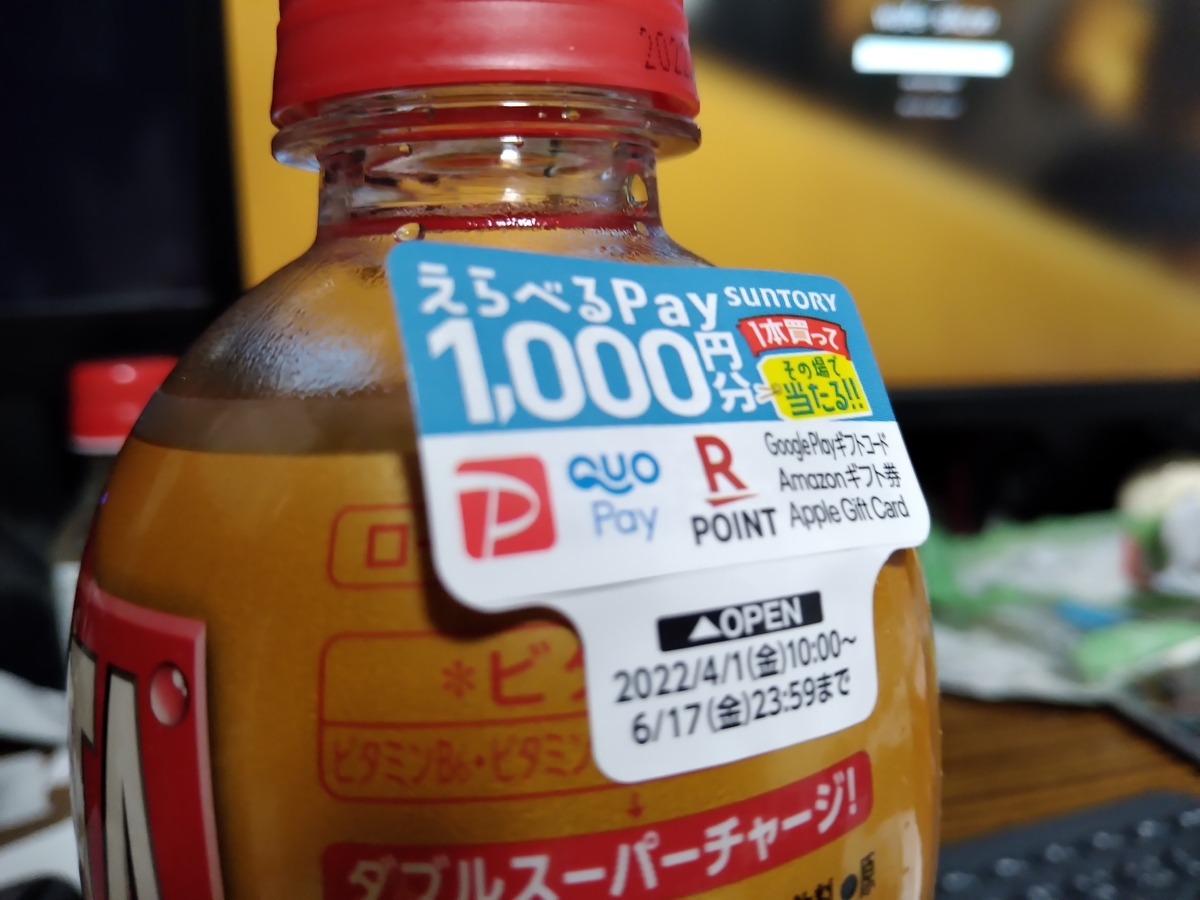 202
えらべるPay
SUNTORY
1,000円分
1本買って
その場で
当たる!!
QUO
Pay
R
POINT
Google Playギフトコード
Amazonギフト券
Apple Gift Card
▲OPEN
2022/4/1(金)10:00～
6/17(金)23:59まで
ロ
*ビタ
ビタミンB6・ビタミン
ダブルスーパーチャージ!